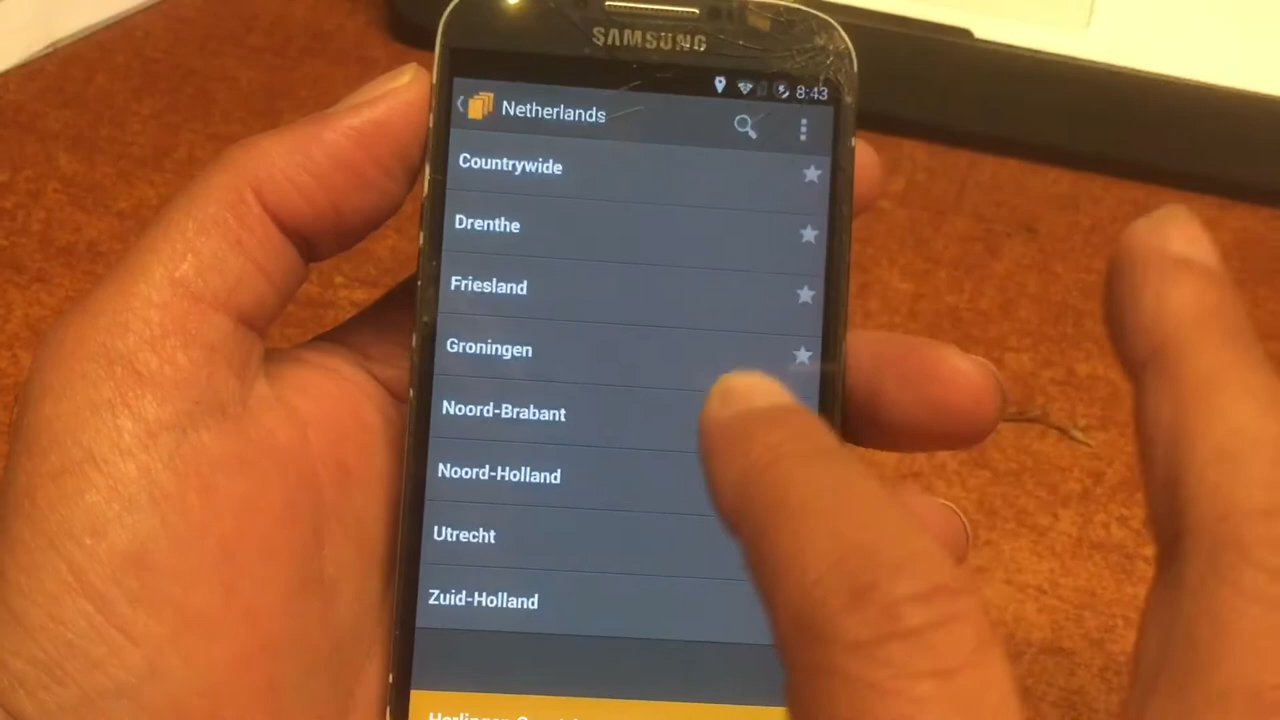 SAMSUNG
8:43
Netherlands
Countrywide
Drenthe
Friesland
Groningen
Noord-Brabant
Noord-Holland
Utrecht
Zuid-Holland